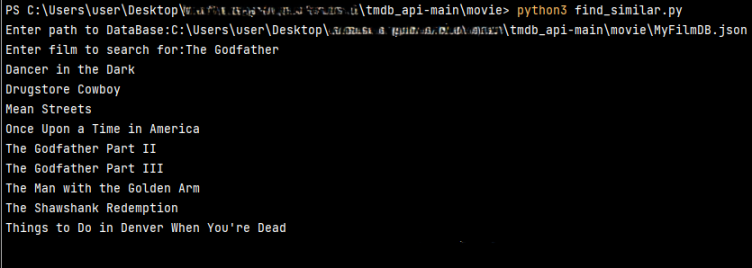 PS C:\Users\user\Desktop\ \tmdb_api-main\movie> python3 find_similar.py
Enter path to DataBase:C:\Users\user\Desktop\ \tmdb_api-main\movie\MyFilmDB.json
Enter film to search for:The Godfather
Dancer in the Dark
Drugstore Cowboy
Mean Streets
Once Upon a Time in America
The Godfather Part II
The Godfather Part III
The Man with the Golden Arm
The Shawshank Redemption
Things to Do in Denver When You're Dead